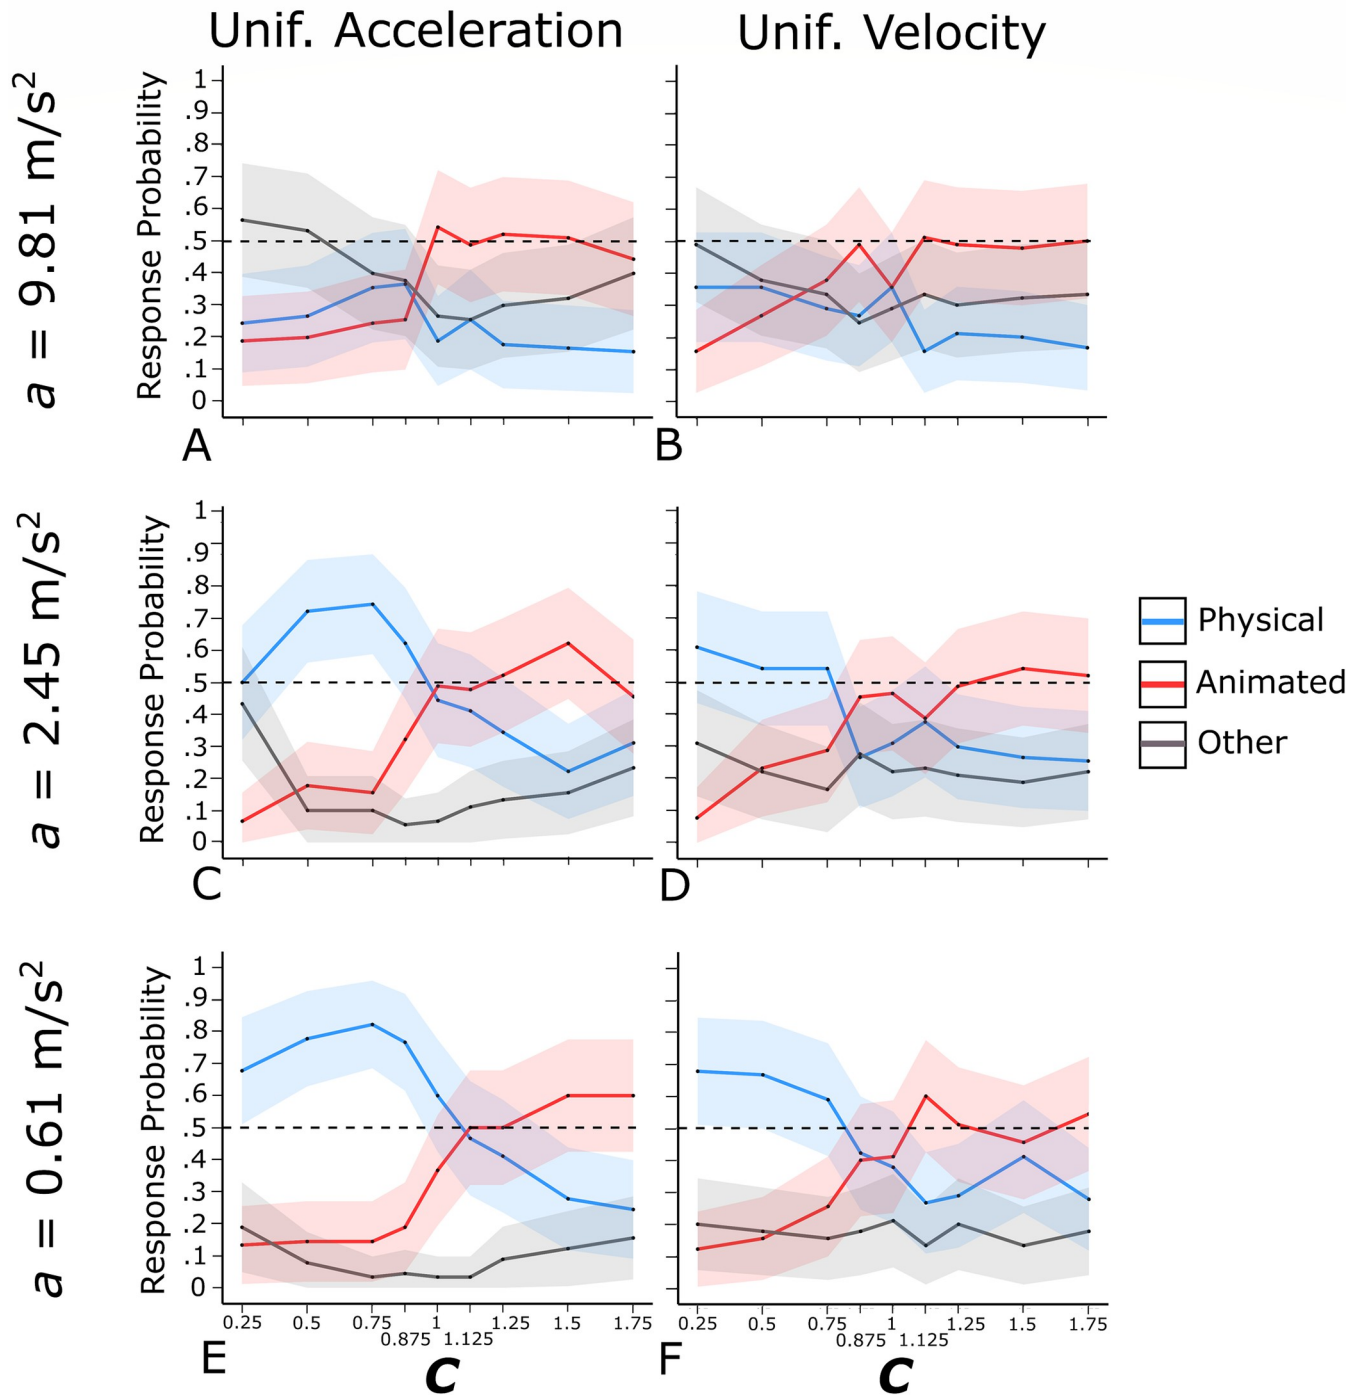 Unif. Acceleration
Unif. Velocity
a = 9.81 m/s²
Response Probability
1
.9
.8
.7
.6
.5
.4
.3
.2
.1
0
A
B
a = 2.45 m/s²
Response Probability
1
.9
.8
.7
.6
.5
.4
.3
.2
.1
0
C
D
Physical
Animated
Other
a = 0.61 m/s²
Response Probability
1
.9
.8
.7
.6
.5
.4
.3
.2
.1
0
0.25 0.5 0.75 1 1.25 1.5 1.75
0.875 1.125
E
C
0.25 0.5 0.75 1 1.25 1.5 1.75
0.875 1.125
F
C